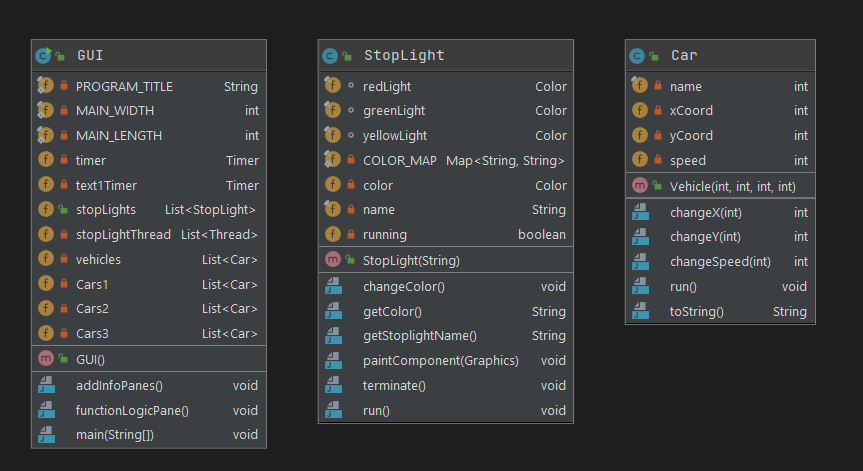 GUI
PROGRAM_TITLE String
MAIN_WIDTH int
MAIN_LENGTH int
timer Timer
text1Timer Timer
stopLights List<StopLight>
stopLightThread List<Thread>
vehicles List<Car>
Cars1 List<Car>
Cars2 List<Car>
Cars3 List<Car>
GUI()
addInfoPanes() void
functionLogicPane() void
main(String[]) void
StopLight
redLight Color
greenLight Color
yellowLight Color
COLOR_MAP Map<String, String>
color Color
name String
running boolean
StopLight(String)
changeColor() void
getColor() String
getStoplightName() String
paintComponent(Graphics) void
terminate() void
run() void
Car
name int
xCoord int
yCoord int
speed int
Vehicle(int, int, int, int)
changeX(int) int
changeY(int) int
changeSpeed(int) int
run() void
toString() String